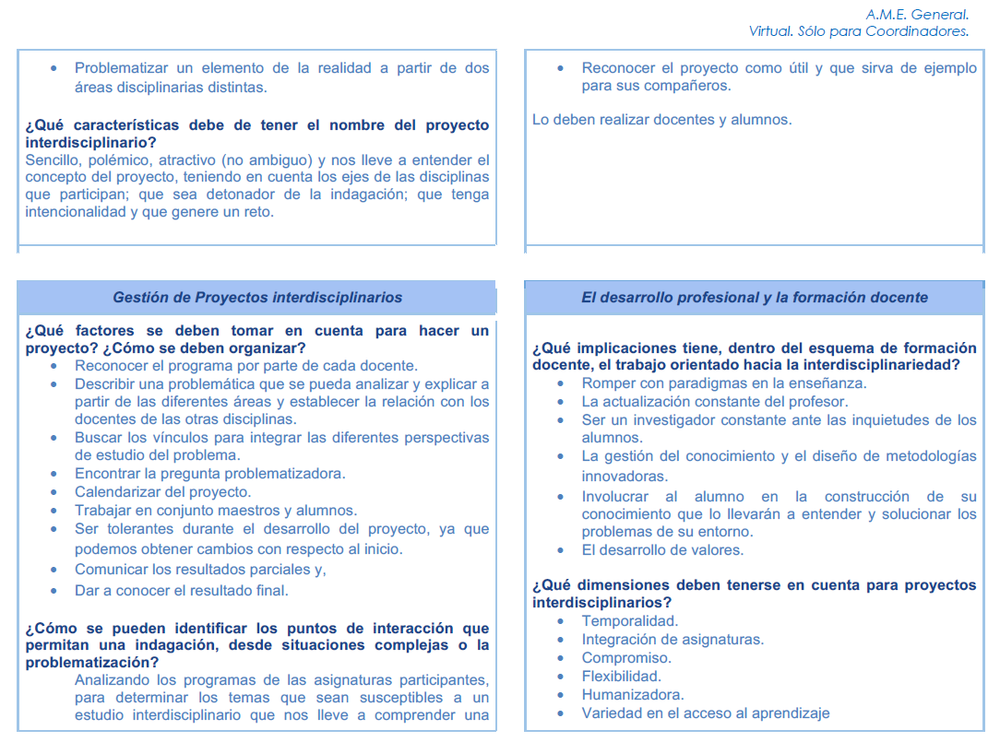 A.M.E. General.
Virtual. Sólo para Coordinadores.
• Problematizar un elemento de la realidad a partir de dos
áreas disciplinarias distintas.
¿Qué características debe de tener el nombre del proyecto
interdisciplinario?
Sencillo, polémico, atractivo (no ambiguo) y nos lleve a entender el
concepto del proyecto, teniendo en cuenta los ejes de las disciplinas
que participan; que sea detonador de la indagación; que tenga
intencionalidad y que genere un reto.
• Reconocer el proyecto como útil y que sirva de ejemplo
para sus compañeros.
Lo deben realizar docentes y alumnos.
Gestión de Proyectos interdisciplinarios
¿Qué factores se deben tomar en cuenta para hacer un
proyecto? ¿Cómo se deben organizar?
• Reconocer el programa por parte de cada docente.
• Describir una problemática que se pueda analizar y explicar a
partir de las diferentes áreas y establecer la relación con los
docentes de las otras disciplinas.
• Buscar los vínculos para integrar las diferentes perspectivas
de estudio del problema.
• Encontrar la pregunta problematizadora.
• Calendarizar del proyecto.
• Trabajar en conjunto maestros y alumnos.
• Ser tolerantes durante el desarrollo del proyecto, ya que
podemos obtener cambios con respecto al inicio.
• Comunicar los resultados parciales y,
• Dar a conocer el resultado final.
¿Cómo se pueden identificar los puntos de interacción que
permitan una indagación, desde situaciones complejas o la
problematización?
Analizando los programas de las asignaturas participantes,
para determinar los temas que sean susceptibles a un
estudio interdisciplinario que nos lleve a comprender una
El desarrollo profesional y la formación docente
¿Qué implicaciones tiene, dentro del esquema de formación
docente, el trabajo orientado hacia la interdisciplinariedad?
• Romper con paradigmas en la enseñanza.
• La actualización constante del profesor.
• Ser un investigador constante ante las inquietudes de los
alumnos.
• La gestión del conocimiento y el diseño de metodologías
innovadoras.
• Involucrar al alumno en la construcción de su
conocimiento que lo llevarán a entender y solucionar los
problemas de su entorno.
• El desarrollo de valores.
¿Qué dimensiones deben tenerse en cuenta para proyectos
interdisciplinarios?
• Temporalidad.
• Integración de asignaturas.
• Compromiso.
• Flexibilidad.
• Humanizadora.
• Variedad en el acceso al aprendizaje